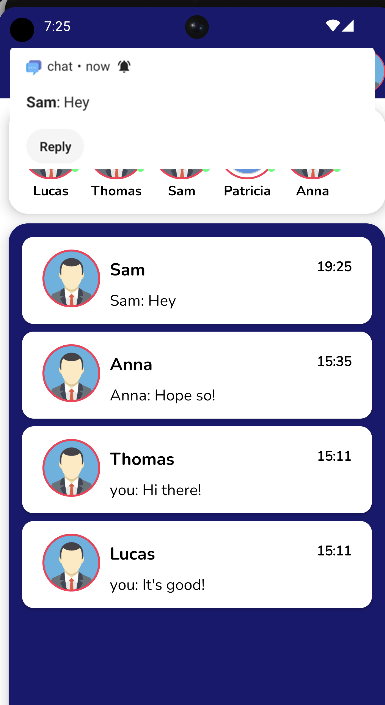 7:25
chat • now
Sam: Hey
Reply
Lucas Thomas Sam Patricia Anna
Sam 19:25
Sam: Hey
Anna 15:35
Anna: Hope so!
Thomas 15:11
you: Hi there!
Lucas 15:11
you: It's good!